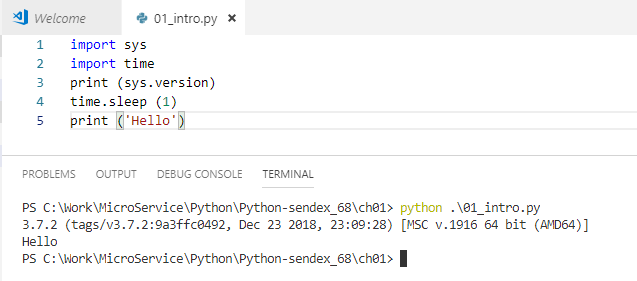 Welcome 01_intro.py
1 import sys
2 import time
3 print (sys.version)
4 time.sleep (1)
5 print ('Hello')
PROBLEMS OUTPUT DEBUG CONSOLE TERMINAL
PS C:\Work\MicroService\Python\Python-sendex_68\ch01> python .\01_intro.py
3.7.2 (tags/v3.7.2:9a3ffc0492, Dec 23 2018, 23:09:28) [MSC v.1916 64 bit (AMD64)]
Hello
PS C:\Work\MicroService\Python\Python-sendex_68\ch01>